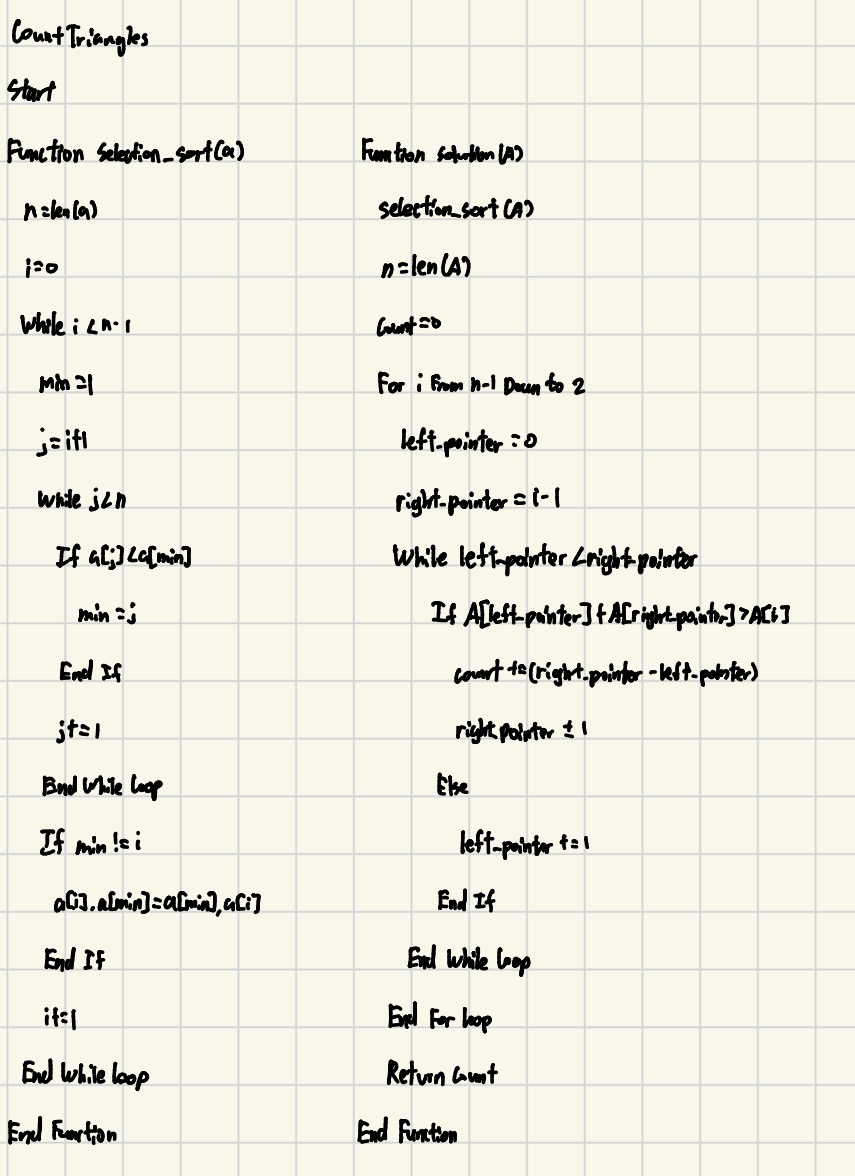 CountTriangles
Start
Function selection_sort(a)
n=len(a)
i=0
While i<n-1
min=1
j=i+1
While j<n
If a[j]<a[min]
min=j
End If
j+=1
End While loop
If min != i
a[i],a[min]=a[min],a[i]
End If
i+=1
End While loop
End Function
Function solution(A)
selection_sort(A)
n=len(A)
Count=0
For i From n-1 Down to 2
left_pointer=0
right_pointer=i-1
While left_pointer<right_pointer
If A[left_pointer]+A[right_pointer]>A[i]
count+=(right_pointer-left_pointer)
right_pointer ± 1
Else
left_pointer+=1
End If
End While loop
End For loop
Return Count
End Function